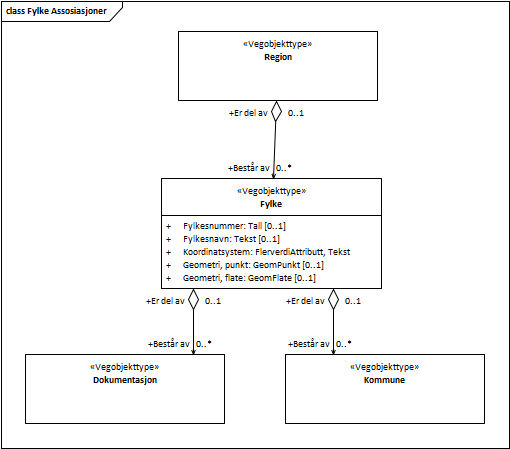 class Fylke Assosiasjoner
«Vegobjekttype»
Region
+Er del av 0..1
+Består av 0..*
«Vegobjekttype»
Fylke
+ Fylkesnummer: Tall [0..1]
+ Fylkesnavn: Tekst [0..1]
+ Koordinatsystem: FlerverdiAttributt, Tekst
+ Geometri, punkt: GeomPunkt [0..1]
+ Geometri, flate: GeomFlate [0..1]
+Er del av 0..1
+Er del av 0..1
+Består av 0..*
+Består av 0..*
«Vegobjekttype»
Dokumentasjon
«Vegobjekttype»
Kommune